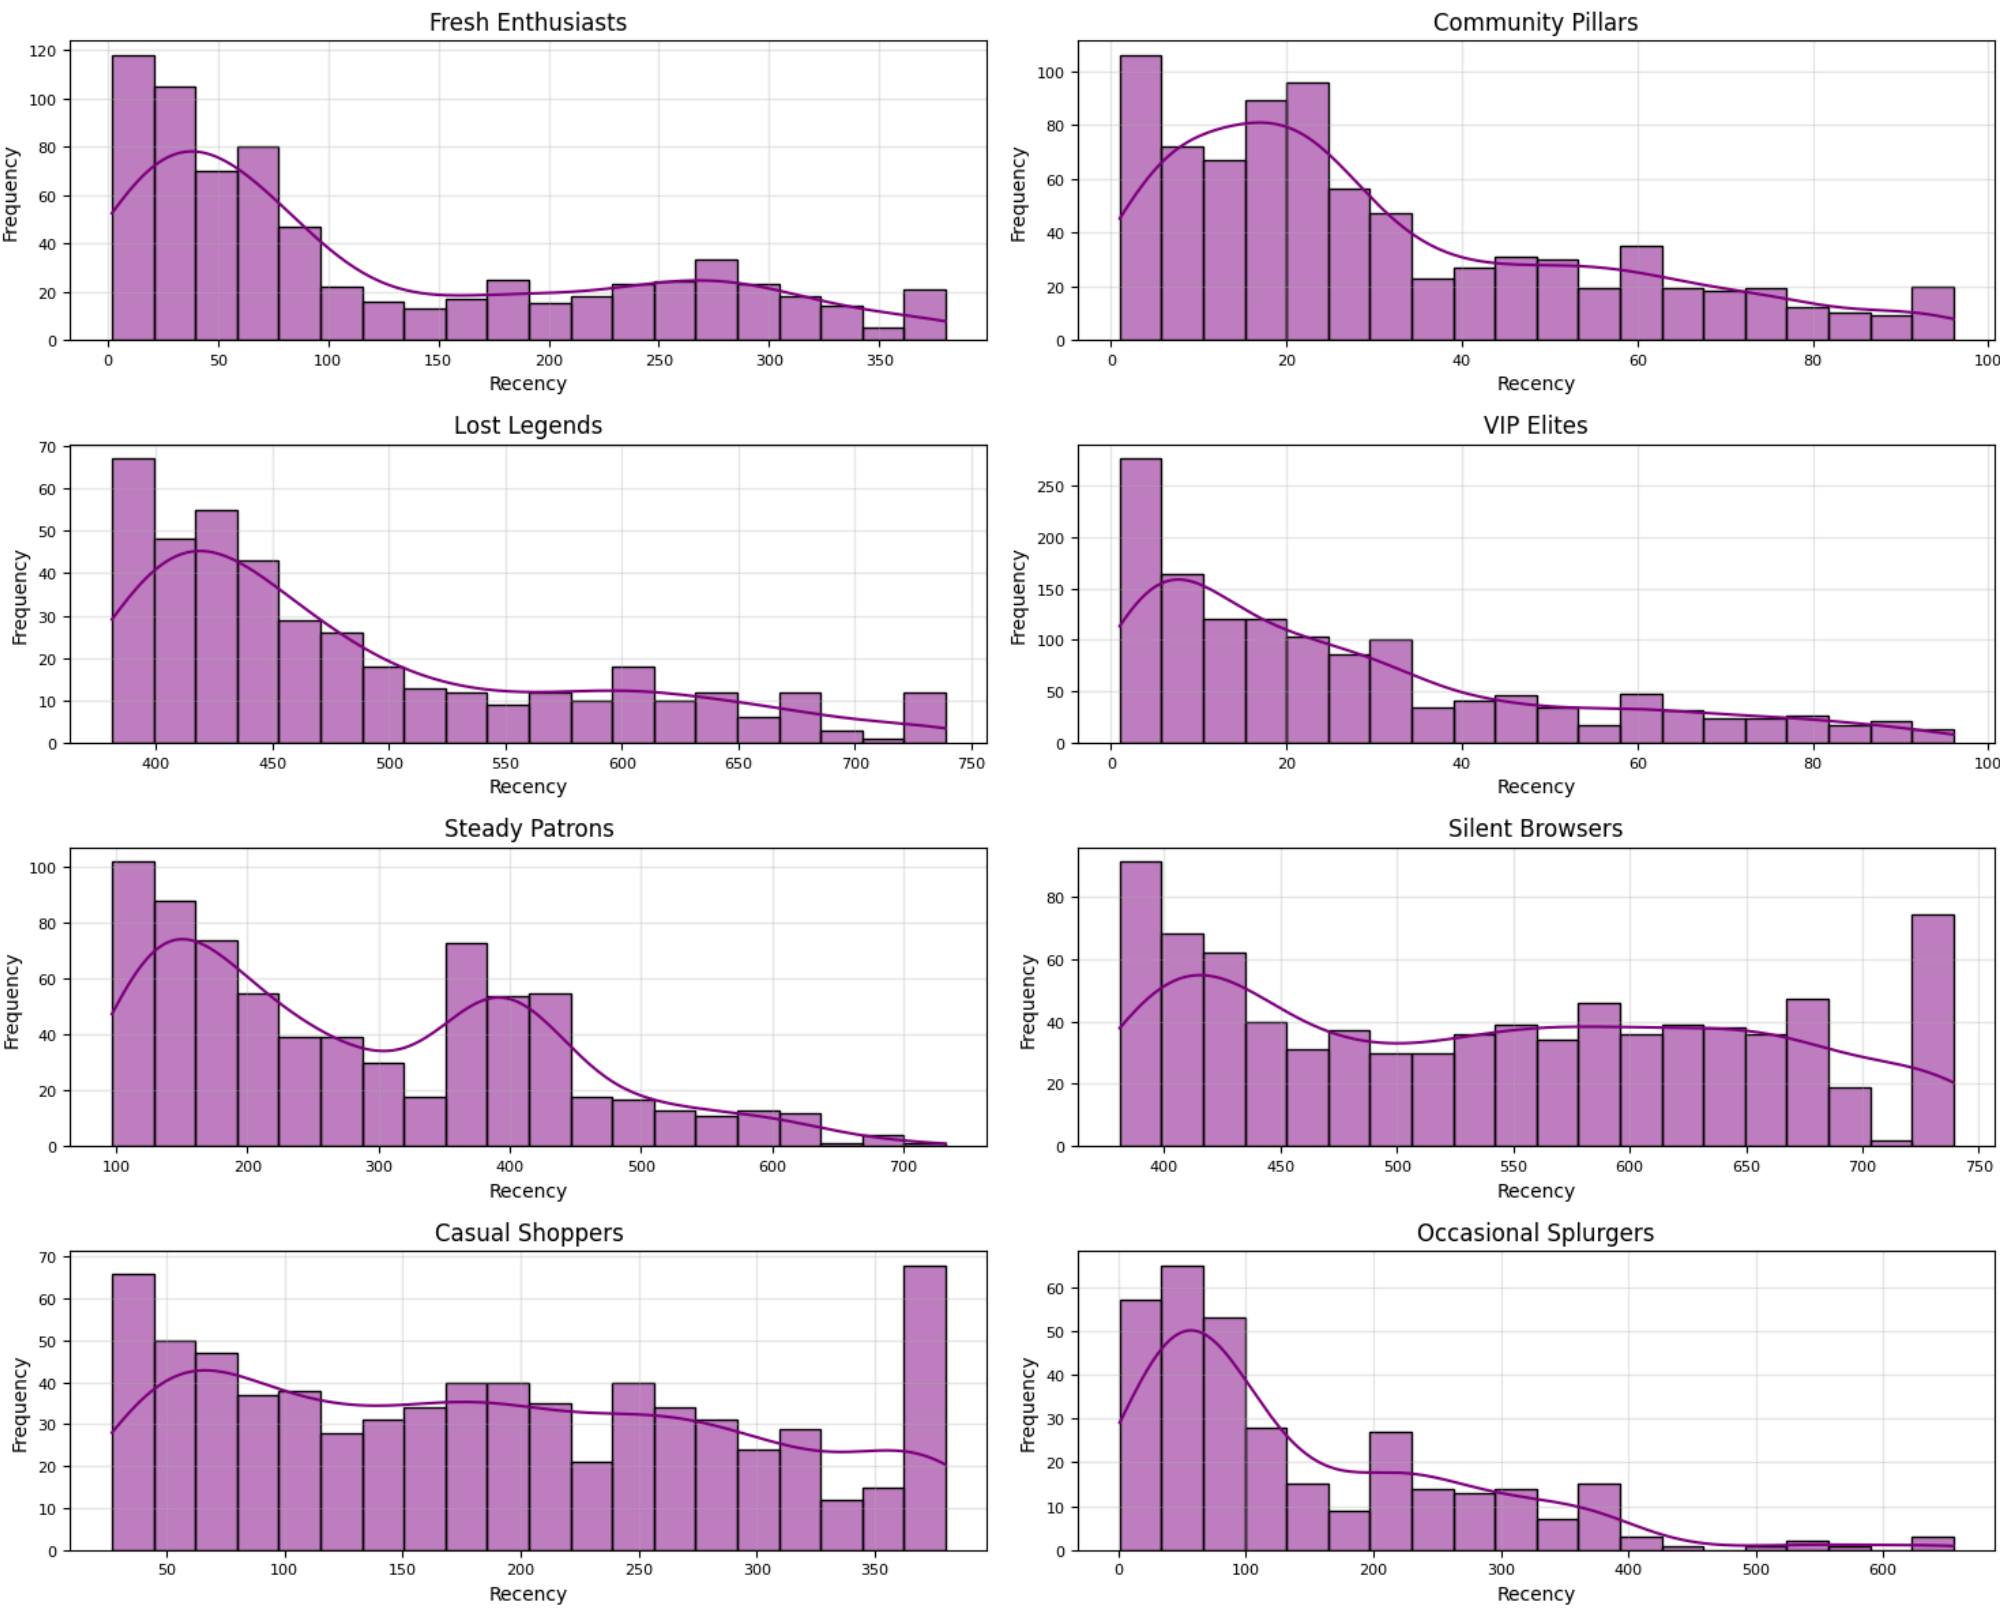 Fresh Enthusiasts
120
100
80
60
40
20
0
Frequency
0 50 100 150 200 250 300 350
Recency
Community Pillars
100
80
60
40
20
0
Frequency
0 20 40 60 80 100
Recency
Lost Legends
70
60
50
40
30
20
10
0
Frequency
400 450 500 550 600 650 700 750
Recency
VIP Elites
250
200
150
100
50
0
Frequency
0 20 40 60 80 100
Recency
Steady Patrons
100
80
60
40
20
0
Frequency
100 200 300 400 500 600 700
Recency
Silent Browsers
80
60
40
20
0
Frequency
400 450 500 550 600 650 700 750
Recency
Casual Shoppers
70
60
50
40
30
20
10
0
Frequency
50 100 150 200 250 300 350
Recency
Occasional Splurgers
60
50
40
30
20
10
0
Frequency
0 100 200 300 400 500 600
Recency